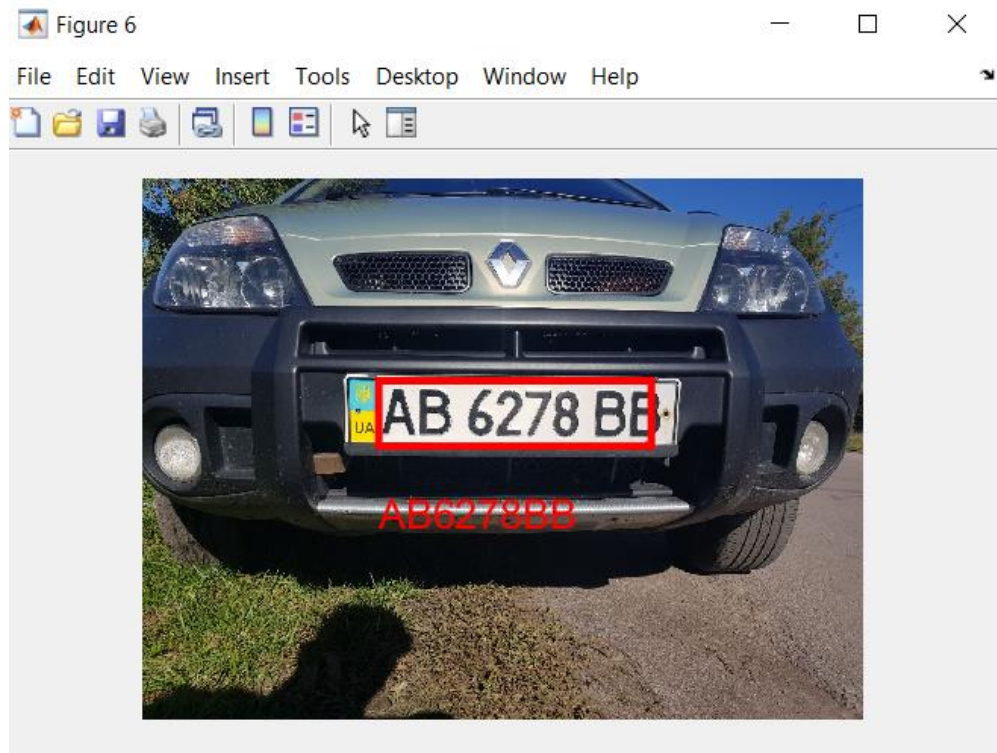 Figure 6
File Edit View Insert Tools Desktop Window Help
UA
AB 6278 BB
AB6278BB